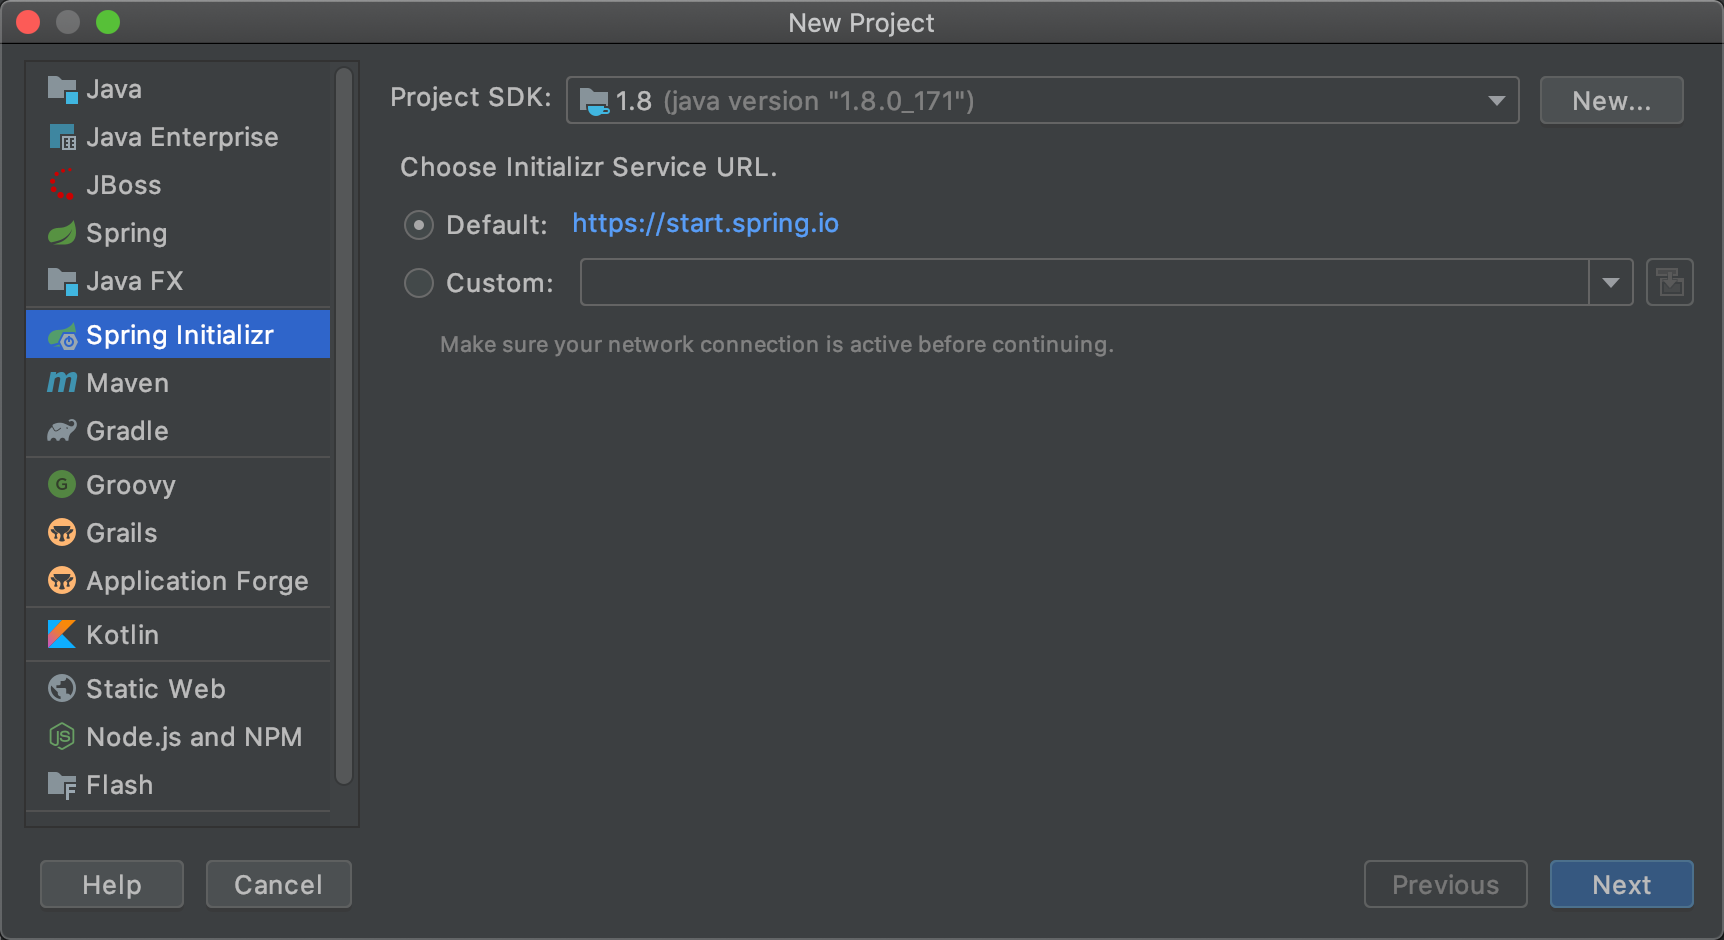 New Project
Java
Java Enterprise
JBoss
Spring
Java FX
Spring Initializr
m Maven
Gradle
G Groovy
Grails
Application Forge
Kotlin
Static Web
JS Node.js and NPM
F Flash
Project SDK: 1.8 (java version "1.8.0_171") New...
Choose Initializr Service URL.
Default: https://start.spring.io
Custom:
Make sure your network connection is active before continuing.
Help Cancel Previous Next